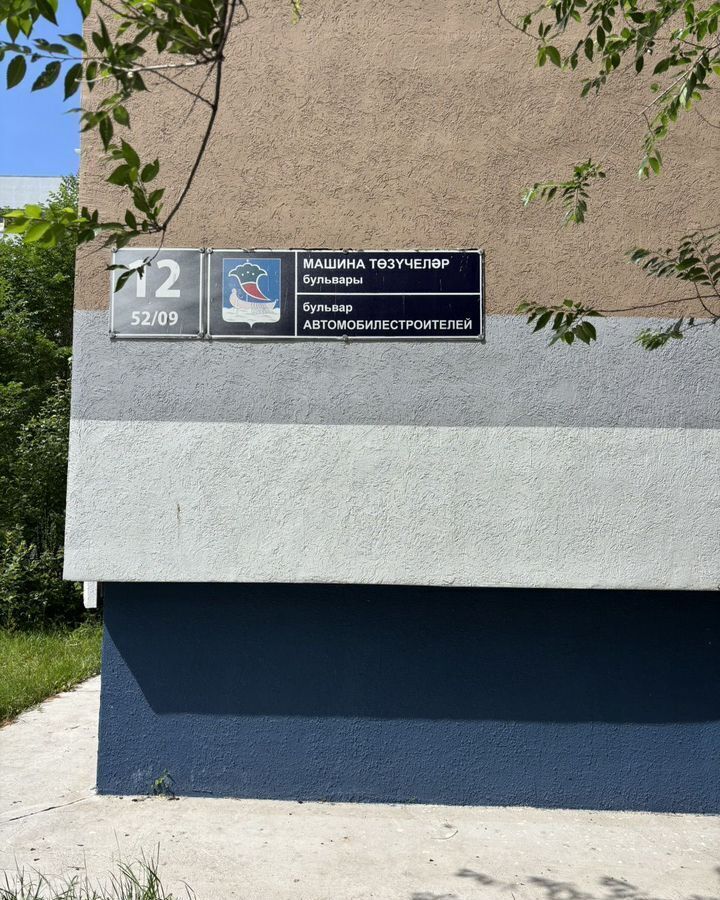 12
52/09
МАШИНА ТӨЗҮЧЕЛӘР
бульвары
бульвар
АВТОМОБИЛЕСТРОИТЕЛЕЙ